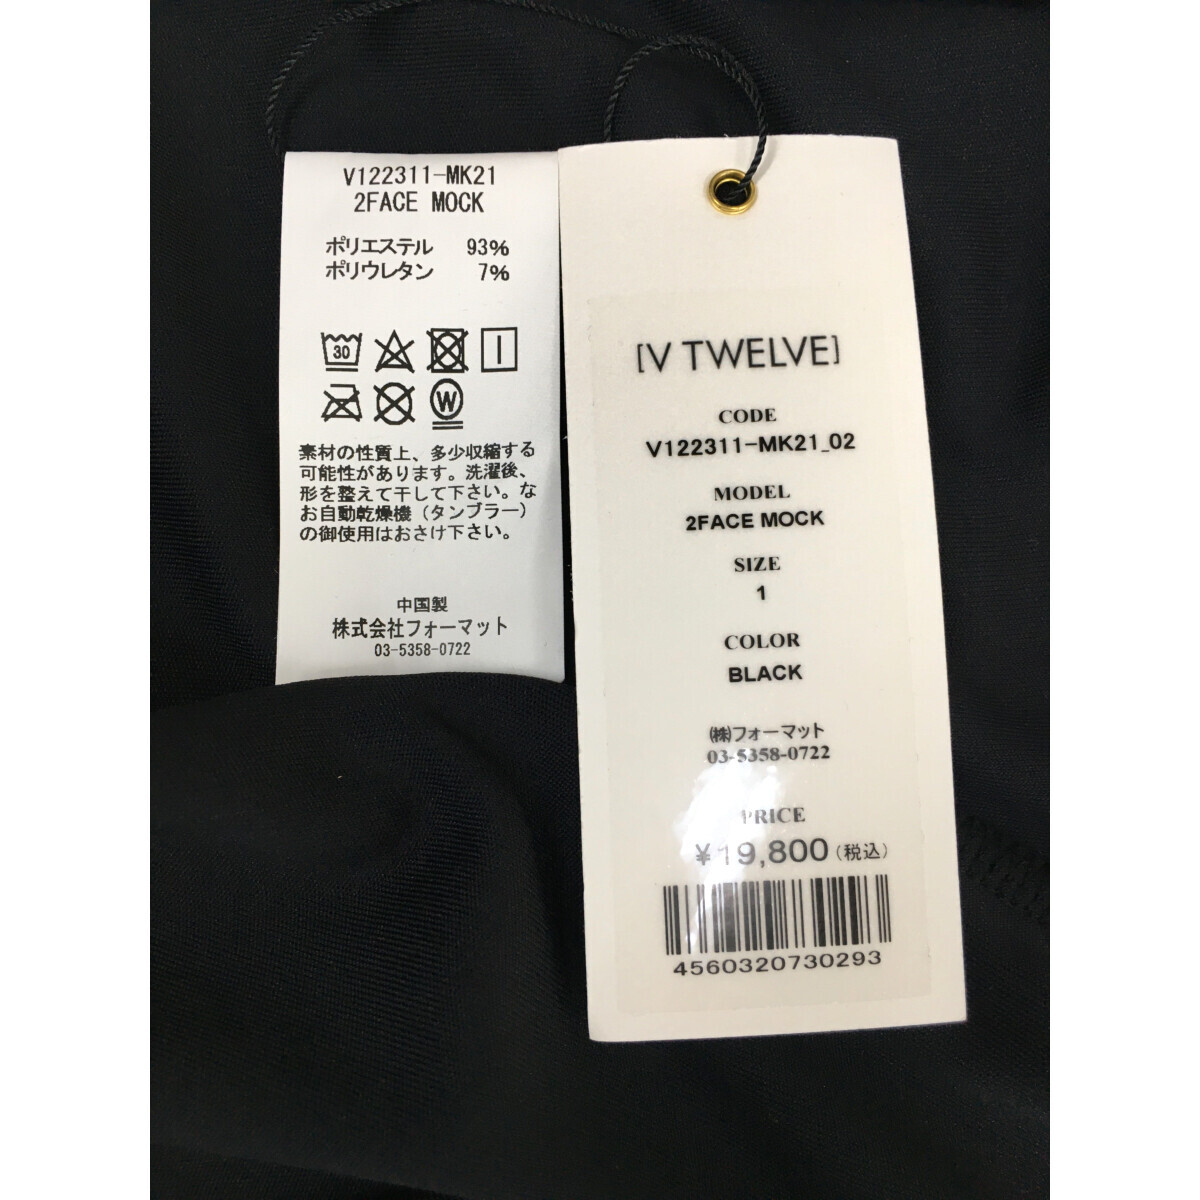 V122311-MK21
2FACE MOCK
ポリエステル 93%
ポリウレタン 7%
30
W
素材の性質上、多少収縮する
可能性があります。洗濯後、
形を整えて干して下さい。な
お自動乾燥機（タンブラー）
の御使用はおさけ下さい。
中国製
株式会社フォーマット
03-5358-0722
[V TWELVE]
CODE
V122311-MK21_02
MODEL
2FACE MOCK
SIZE
1
COLOR
BLACK
㈱フォーマット
03-5358-0722
PRICE
¥19,800（税込）
4560320730293